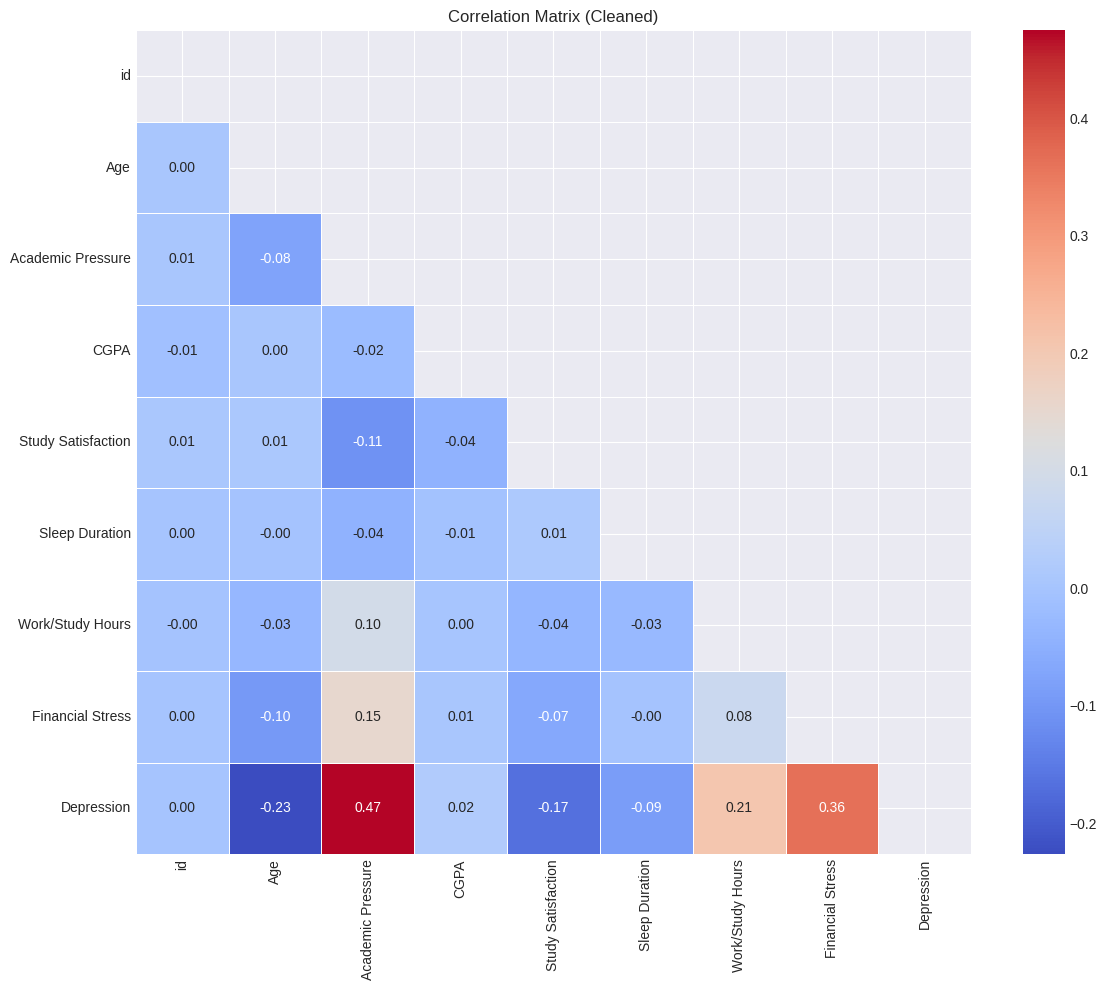 Correlation Matrix (Cleaned)
id
Age 0.00
Academic Pressure 0.01 -0.08
CGPA -0.01 0.00 -0.02
Study Satisfaction 0.01 0.01 -0.11 -0.04
Sleep Duration 0.00 -0.00 -0.04 -0.01 0.01
Work/Study Hours -0.00 -0.03 0.10 0.00 -0.04 -0.03
Financial Stress 0.00 -0.10 0.15 0.01 -0.07 -0.00 0.08
Depression 0.00 -0.23 0.47 0.02 -0.17 -0.09 0.21 0.36
id Age Academic Pressure CGPA Study Satisfaction Sleep Duration Work/Study Hours Financial Stress Depression
0.4
0.3
0.2
0.1
0.0
−0.1
−0.2